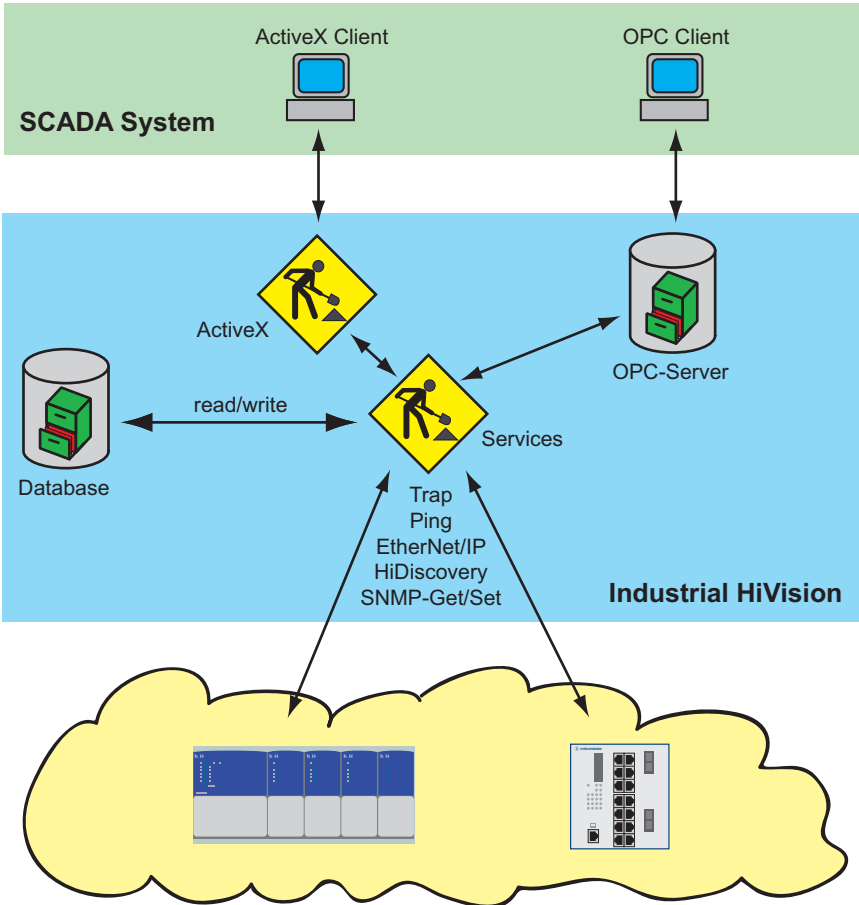 ActiveX Client
OPC Client
SCADA System
ActiveX
OPC-Server
read/write
Services
Database
Trap
Ping
EtherNet/IP
HiDiscovery
SNMP-Get/Set
Industrial HiVision
h H
h H
h H
h H
h H